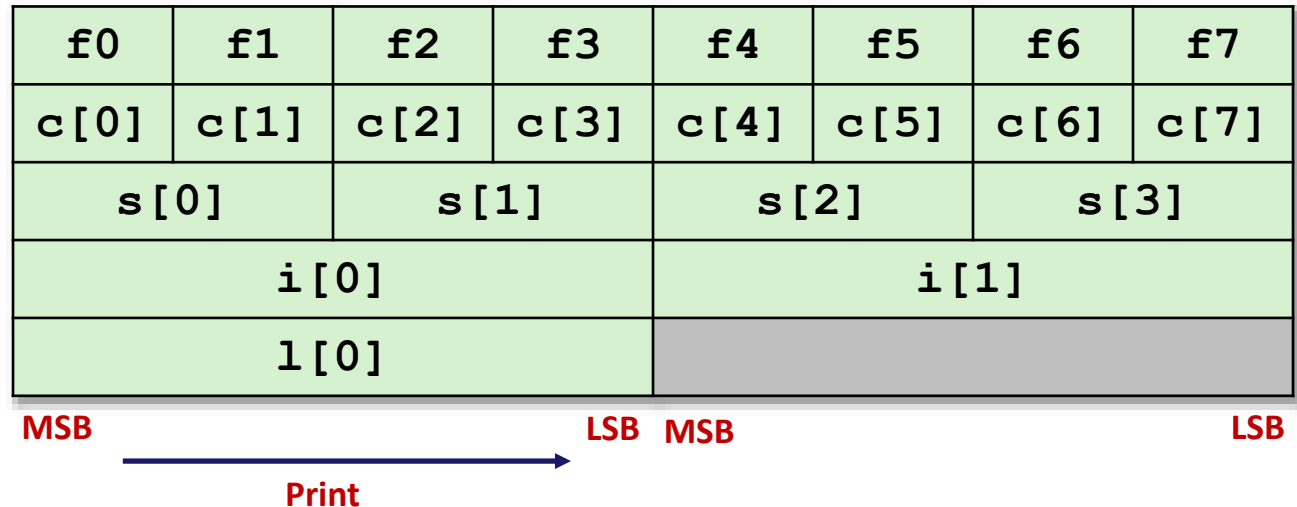 f0 f1 f2 f3 f4 f5 f6 f7
c[0] c[1] c[2] c[3] c[4] c[5] c[6] c[7]
s[0] s[1] s[2] s[3]
i[0] i[1]
l[0]
MSB LSB MSB LSB
Print